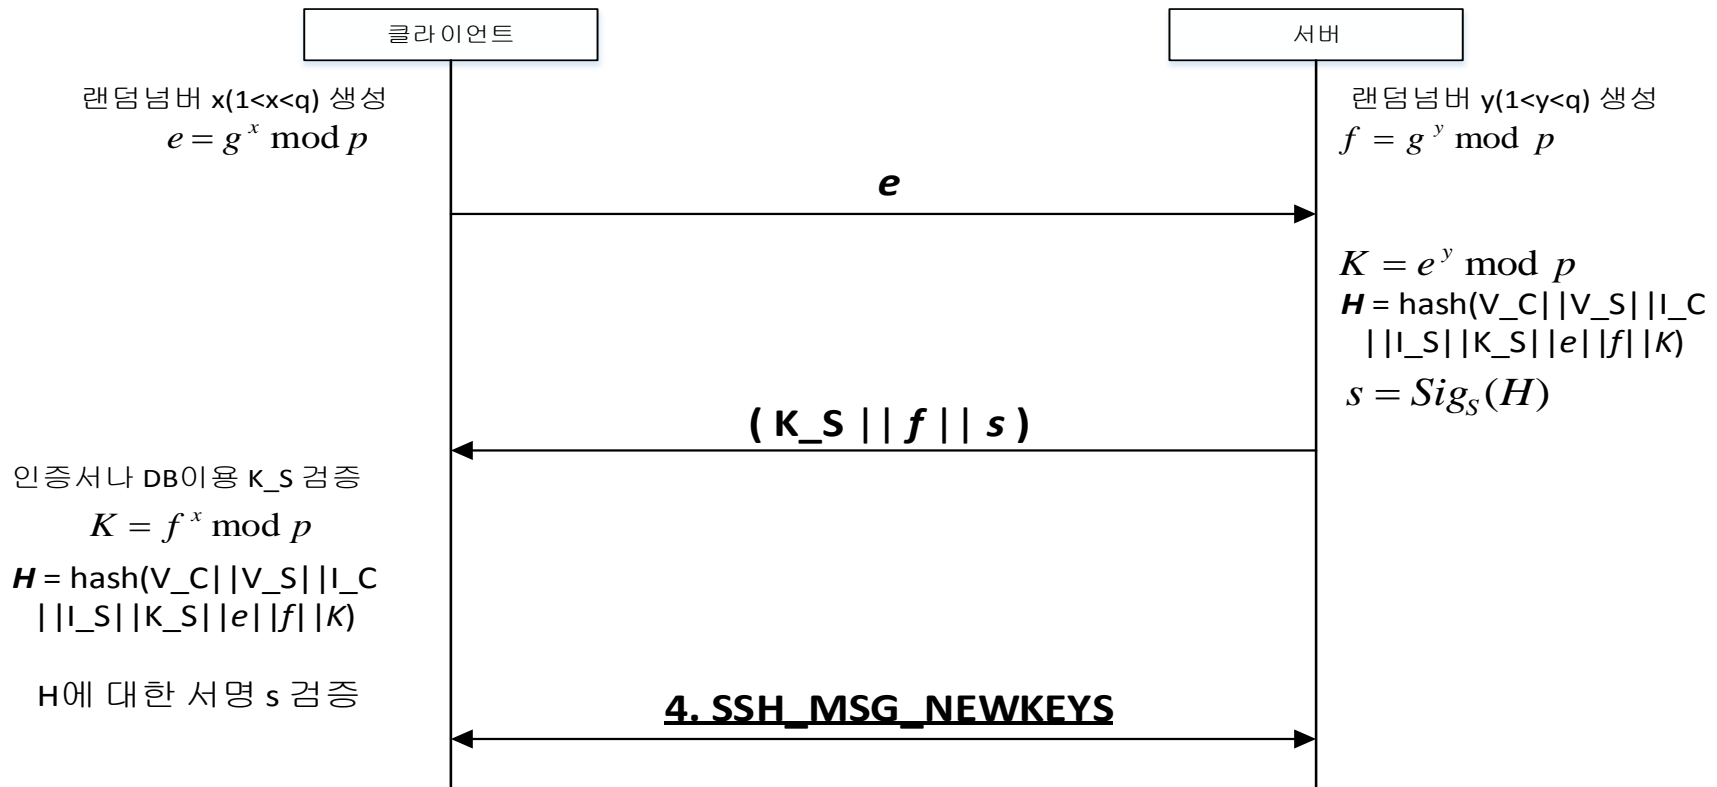 클라이언트
서버
랜덤넘버 x(1<x<q) 생성
e = g^x mod p
랜덤넘버 y(1<y<q) 생성
f = g^y mod p
e
K = e^y mod p
H = hash(V_C||V_S||I_C
||I_S||K_S||e||f||K)
s = Sig_S(H)
( K_S || f || s )
인증서나 DB이용 K_S 검증
K = f^x mod p
H = hash(V_C||V_S||I_C
||I_S||K_S||e||f||K)
H에 대한 서명 s 검증
4. SSH_MSG_NEWKEYS